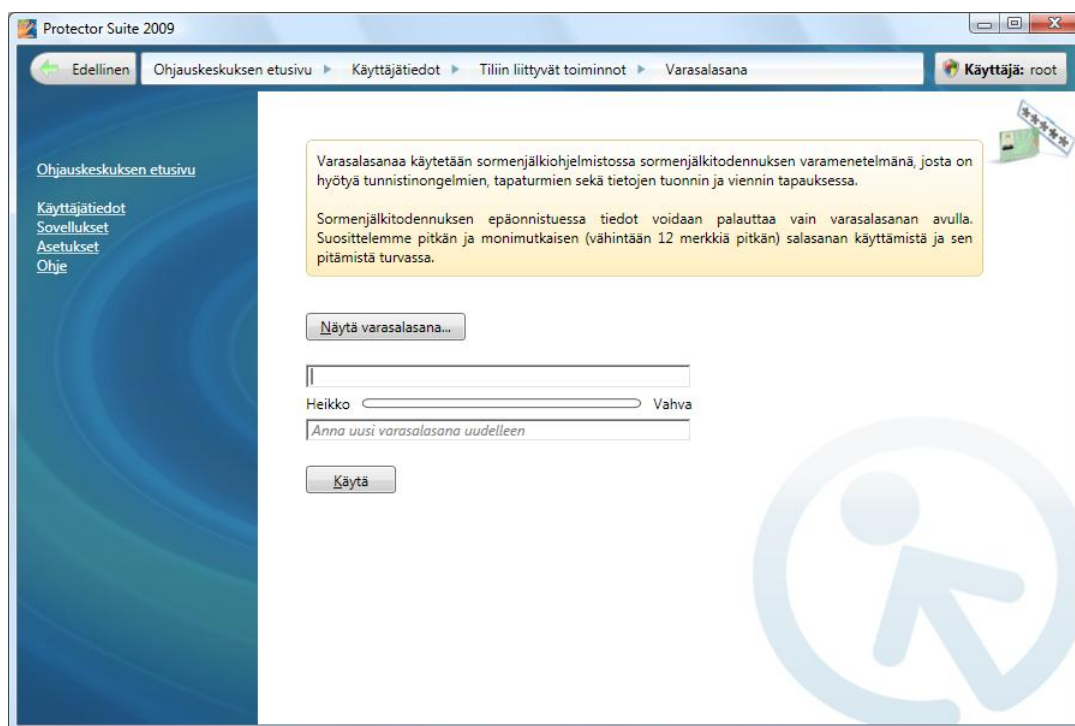 Protector Suite 2009
Edellinen Ohjauskeskuksen etusivu Käyttäjätiedot Tiliin liittyvät toiminnot Varasalasana Käyttäjä: root
Ohjauskeskuksen etusivu
Käyttäjätiedot
Sovellukset
Asetukset
Ohje
Varasalasanaa käytetään sormenjälkiohjelmistossa sormenjälkitodennuksen varamenetelmänä, josta on
hyötyä tunnistinongelmien, tapaturmien sekä tietojen tuonnin ja viennin tapauksessa.
Sormenjälkitodennuksen epäonnistuessa tiedot voidaan palauttaa vain varasalasanan avulla.
Suosittelemme pitkän ja monimutkaisen (vähintään 12 merkkiä pitkän) salasanan käyttämistä ja sen
pitämistä turvassa.
Näytä varasalasana...
Heikko Vahva
Anna uusi varasalasana uudelleen
Käytä